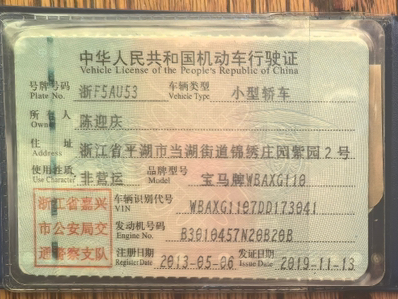 中华人民共和国机动车行驶证
Vehicle License of the People's Republic of China
号牌号码 Plate No. 浙F5AU53 车辆类型 Vehicle Type 小型轿车
所有人 Owner 陈迎庆
住址 Address 浙江省平湖市当湖街道锦绣庄园紫园2号
使用性质 Use Character 非营运 品牌型号 Model 宝马牌WBAXG110
浙江省嘉兴市公安局交通警察支队
车辆识别代号 VIN WBAXG1107DD173041
发动机号码 Engine No. B3010457N20B20B
注册日期 Register Date 2013-05-06 发证日期 Issue Date 2019-11-13